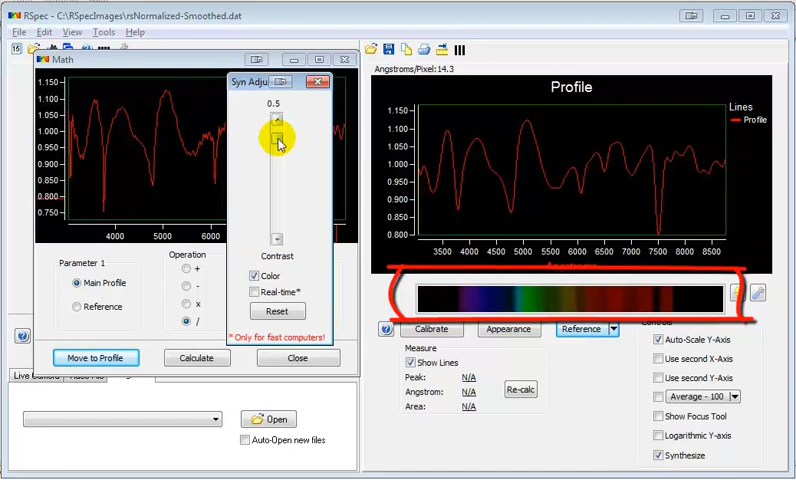 RSpec - C:\RSpecImages\rsNormalized-Smoothed.dat
File Edit View Tools Help
Math
1.150
1.100
1.050
1.000
0.950
0.900
0.850
0.800
0.750
4000 5000 6000
Parameter 1
Main Profile
Reference
Operation
+
-
x
/
Move to Profile Calculate Close
Syn Adju
0.5
Contrast
Color
Real-time*
Reset
* Only for fast computers!
Live Camera
Open
Auto-Open new files
Angstroms/Pixel: 14.3
Profile
Lines
Profile
1.150
1.100
1.050
1.000
0.950
0.900
0.850
0.800
3500 4000 4500 5000 5500 6000 6500 7000 7500 8000 8500
Calibrate Appearance Reference
Measure
Show Lines
Peak: N/A
Angstrom: N/A
Area: N/A
Re-calc
Controls
Auto-Scale Y-Axis
Use second X-Axis
Use second Y-Axis
Average - 100
Show Focus Tool
Logarithmic Y-axis
Synthesize